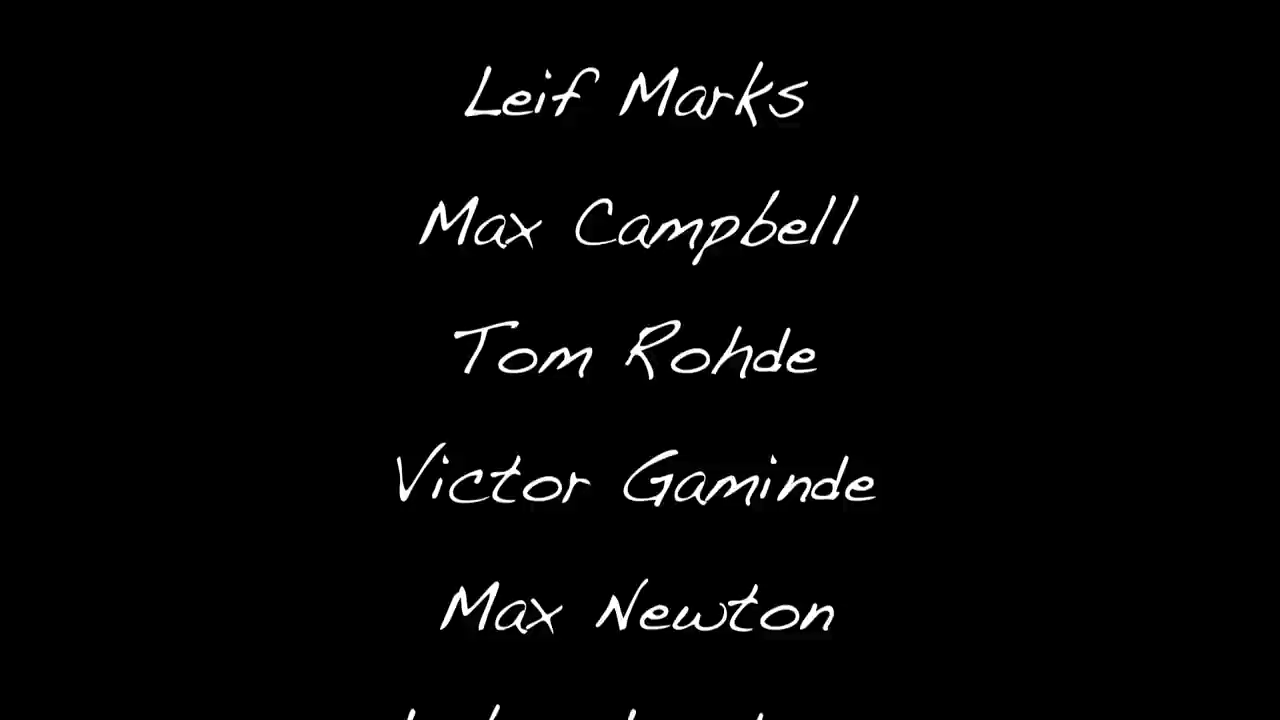 Leif Marks
Max Campbell
Tom Rohde
Victor Gaminde
Max Newton